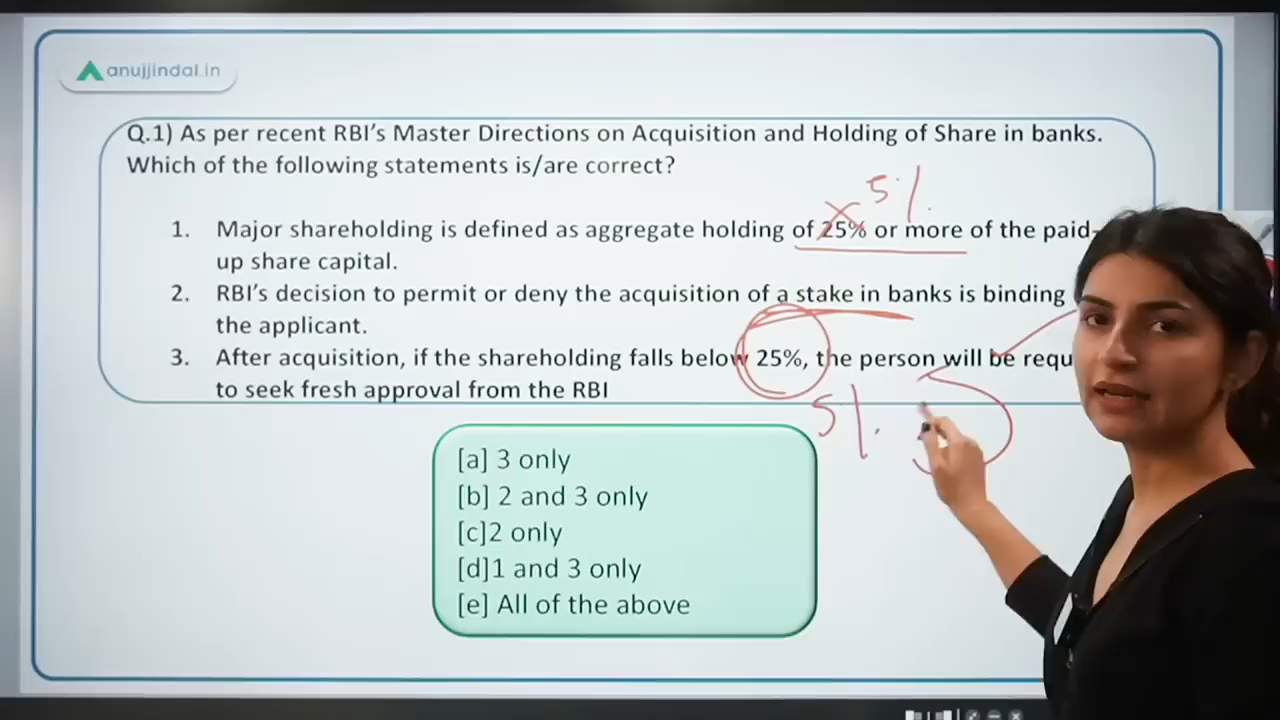 anujjindal.in
Q.1) As per recent RBI's Master Directions on Acquisition and Holding of Share in banks.
Which of the following statements is/are correct?
5%
1. Major shareholding is defined as aggregate holding of 25% or more of the paid-
up share capital.
2. RBI's decision to permit or deny the acquisition of a stake in banks is binding
the applicant.
3. After acquisition, if the shareholding falls below 25%, the person will be requ
to seek fresh approval from the RBI
5%.
[a] 3 only
[b] 2 and 3 only
[c]2 only
[d]1 and 3 only
[e] All of the above